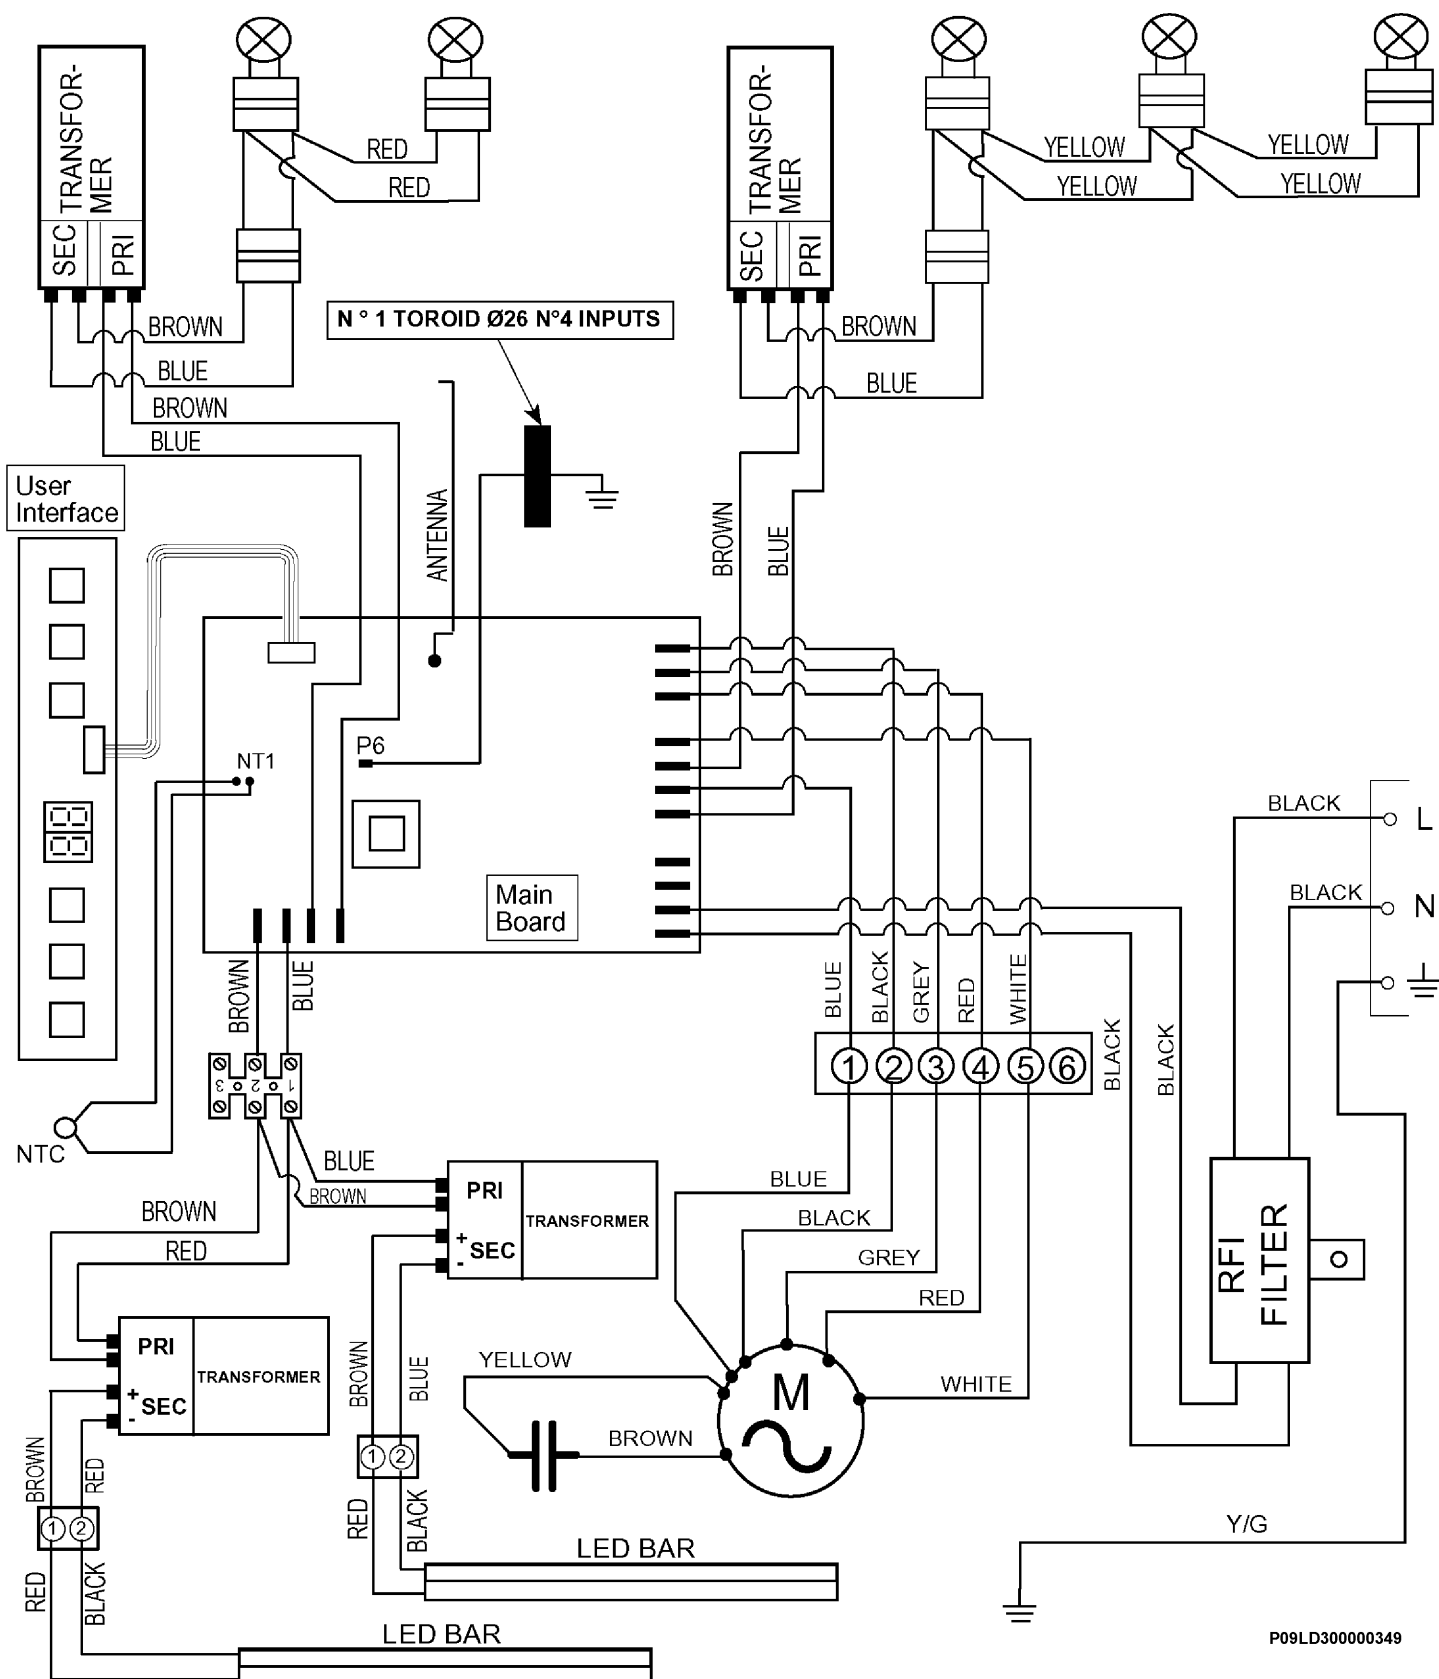 TRANSFOR-
MER
SEC
PRI
RED
RED
BROWN
BLUE
BROWN
BLUE
TRANSFOR-
MER
SEC
PRI
YELLOW
YELLOW
YELLOW
YELLOW
BROWN
BLUE
N ° 1 TOROID Ø26 N°4 INPUTS
User
Interface
ANTENNA
BROWN
BLUE
NT1
P6
Main
Board
BLACK
L
BLACK
N
BROWN
BLUE
BLUE
BLACK
GREY
RED
WHITE
BLACK
BLACK
3
2
1
1
2
3
4
5
6
NTC
BLUE
BROWN
PRI
TRANSFORMER
+
SEC
-
BROWN
RED
BLUE
BLACK
GREY
RED
RFI
FILTER
PRI
TRANSFORMER
+
SEC
-
BROWN
BLUE
YELLOW
M
WHITE
BROWN
1
2
BROWN
RED
1
2
RED
BLACK
RED
BLACK
LED BAR
LED BAR
Y/G
P09LD300000349